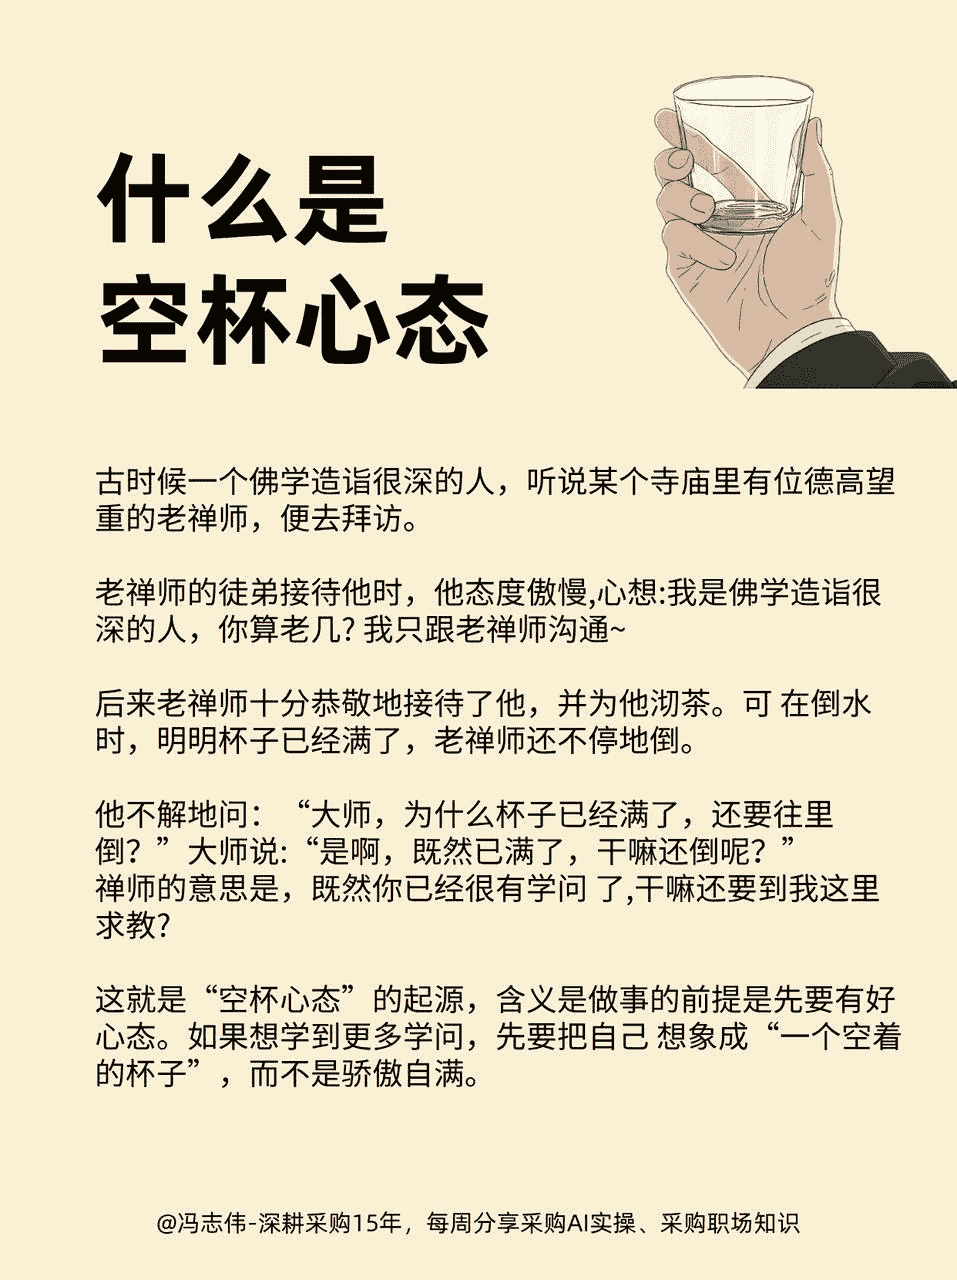 什么是
空杯心态
古时候一个佛学造诣很深的人，听说某个寺庙里有位德高望
重的老禅师，便去拜访。
老禅师的徒弟接待他时，他态度傲慢,心想:我是佛学造诣很
深的人，你算老几? 我只跟老禅师沟通~
后来老禅师十分恭敬地接待了他，并为他沏茶。可 在倒水
时，明明杯子已经满了，老禅师还不停地倒。
他不解地问：“大师，为什么杯子已经满了，还要往里
倒？”大师说:“是啊，既然已满了，干嘛还倒呢？”
禅师的意思是，既然你已经很有学问 了,干嘛还要到我这里
求教?
这就是“空杯心态”的起源，含义是做事的前提是先要有好
心态。如果想学到更多学问，先要把自己 想象成“一个空着
的杯子”，而不是骄傲自满。
@冯志伟-深耕采购15年，每周分享采购AI实操、采购职场知识